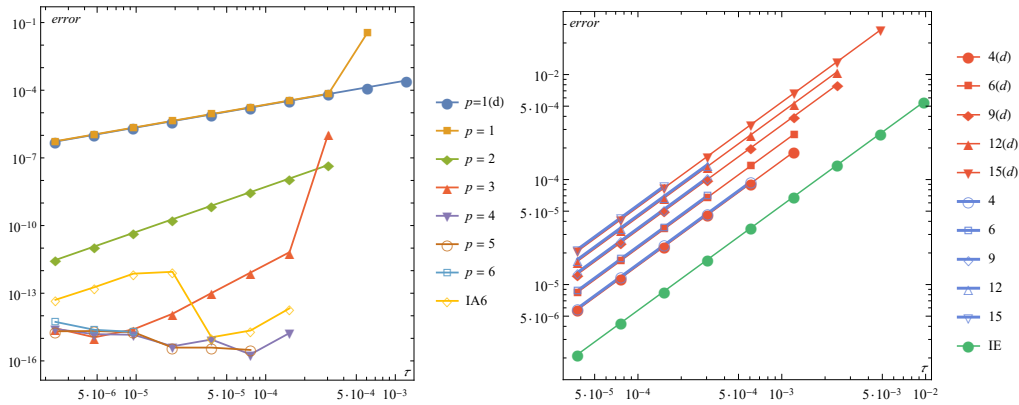 error
10⁻¹
10⁻⁴
10⁻⁷
10⁻¹⁰
10⁻¹³
10⁻¹⁶
5·10⁻⁶ 10⁻⁵ 5·10⁻⁵ 10⁻⁴ 5·10⁻⁴ 10⁻³
τ
p=1(d)
p = 1
p = 2
p = 3
p = 4
p = 5
p = 6
IA6
error
10⁻²
5·10⁻⁴
10⁻⁴
5·10⁻⁵
5·10⁻⁶
5·10⁻⁵ 10⁻⁴ 5·10⁻⁴ 10⁻³ 5·10⁻³ 10⁻²
τ
4(d)
6(d)
9(d)
12(d)
15(d)
4
6
9
12
15
IE